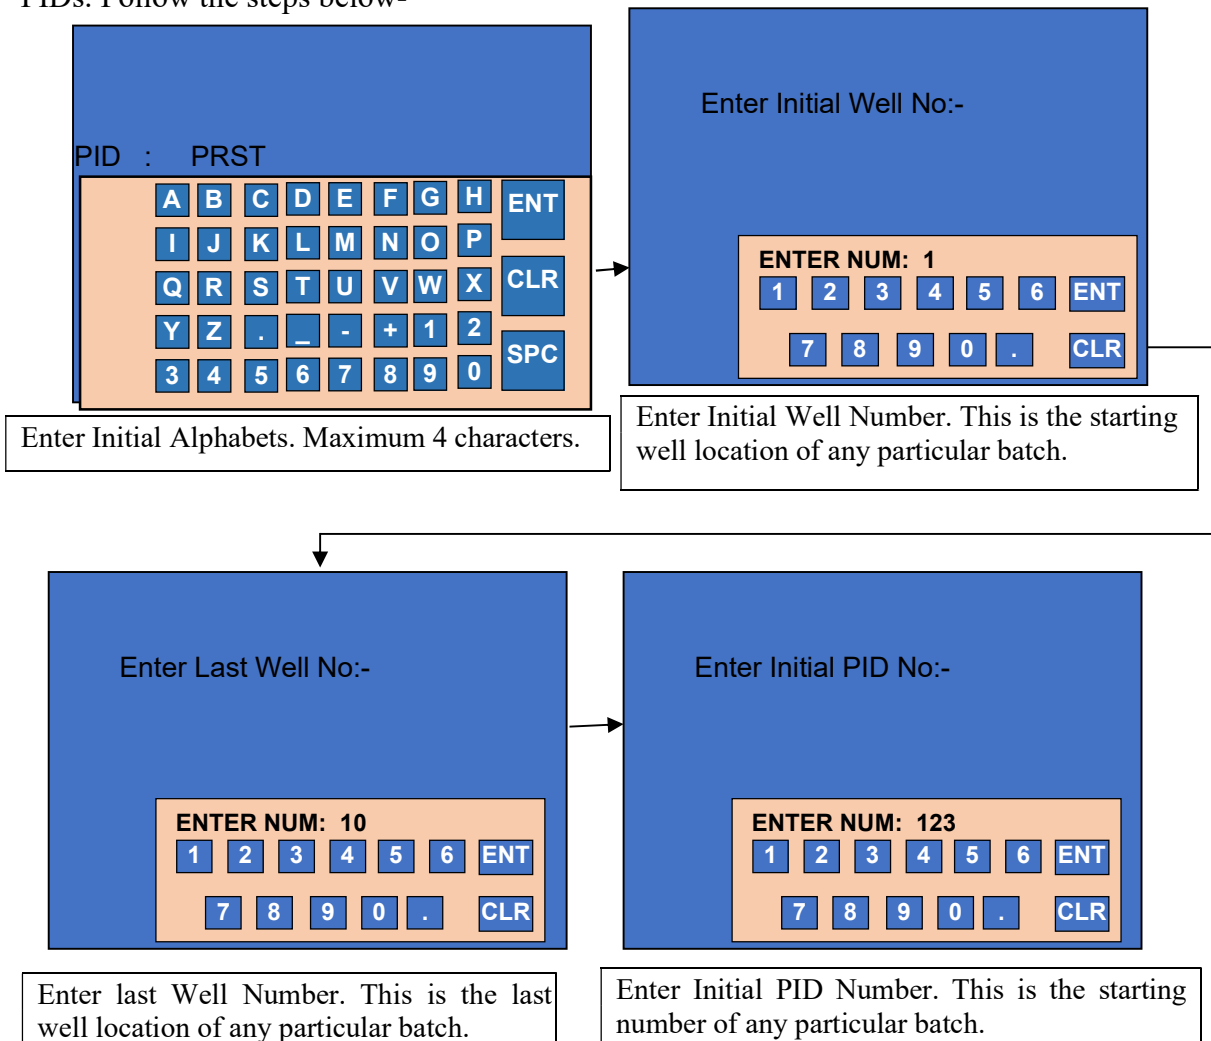 PIDs. Follow the steps below-
PID : PRST
A B C D E F G H ENT
I J K L M N O P
Q R S T U V W X CLR
Y Z . _ - + 1 2
SPC
3 4 5 6 7 8 9 0
Enter Initial Alphabets. Maximum 4 characters.
Enter Initial Well No:-
ENTER NUM: 1
1 2 3 4 5 6 ENT
7 8 9 0 . CLR
Enter Initial Well Number. This is the starting
well location of any particular batch.
Enter Last Well No:-
ENTER NUM: 10
1 2 3 4 5 6 ENT
7 8 9 0 . CLR
Enter last Well Number. This is the last
well location of any particular batch.
Enter Initial PID No:-
ENTER NUM: 123
1 2 3 4 5 6 ENT
7 8 9 0 . CLR
Enter Initial PID Number. This is the starting
number of any particular batch.